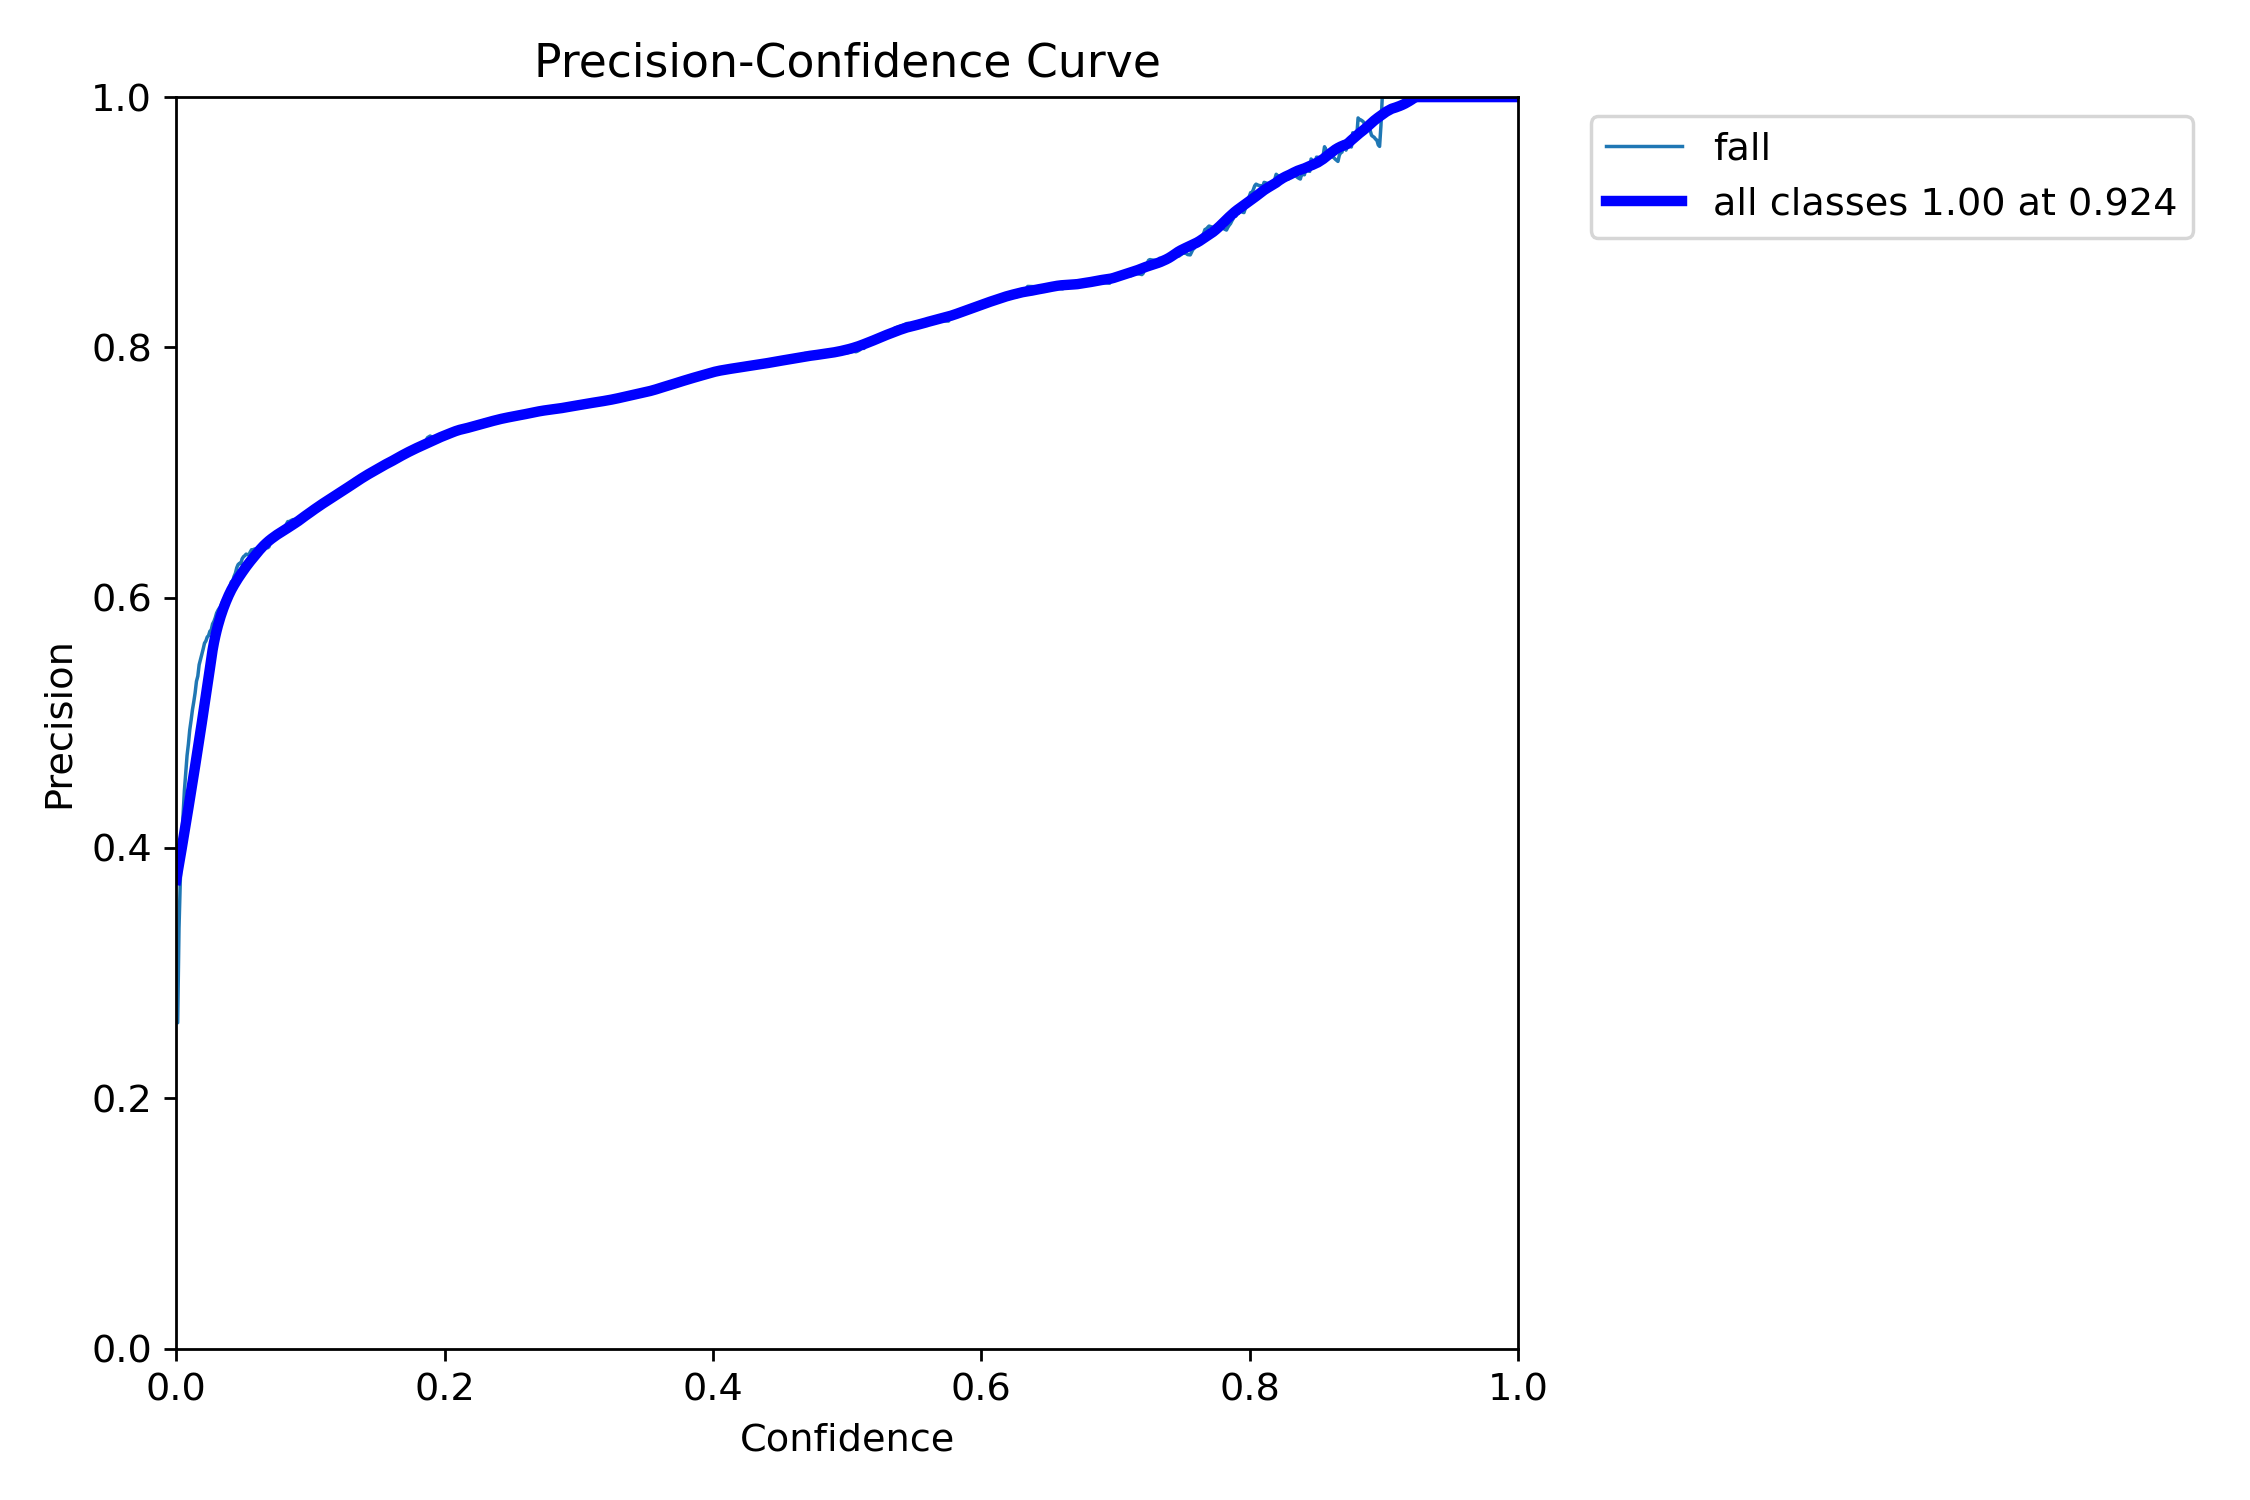 Precision-Confidence Curve
1.0
0.8
0.6
0.4
0.2
0.0
Precision
0.0 0.2 0.4 0.6 0.8 1.0
Confidence
fall
all classes 1.00 at 0.924